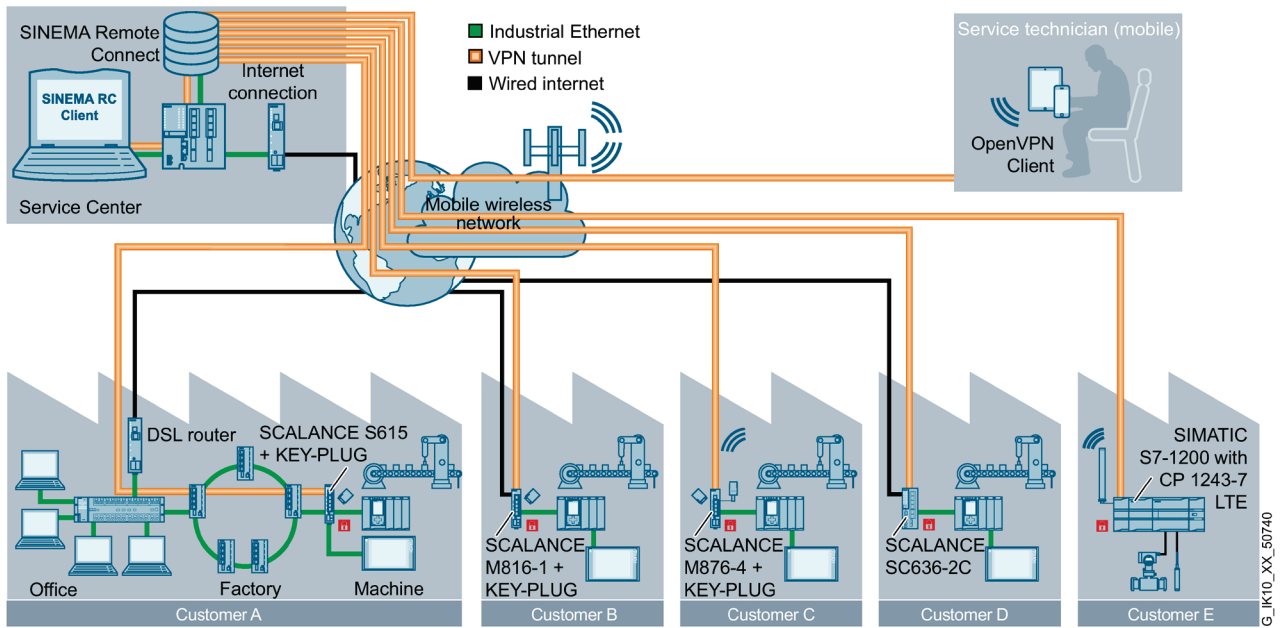 SINEMA Remote
Connect
Internet
connection
SINEMA RC
Client
Service Center
Industrial Ethernet
VPN tunnel
Wired internet
Mobile wireless
network
Service technician (mobile)
OpenVPN
Client
DSL router
SCALANCE S615
+ KEY-PLUG
Office
Factory
Machine
Customer A
SCALANCE
M816-1 +
KEY-PLUG
Customer B
SCALANCE
M876-4 +
KEY-PLUG
Customer C
SCALANCE
SC636-2C
Customer D
SIMATIC
S7-1200 with
CP 1243-7
LTE
Customer E
G_IK10_XX_50740